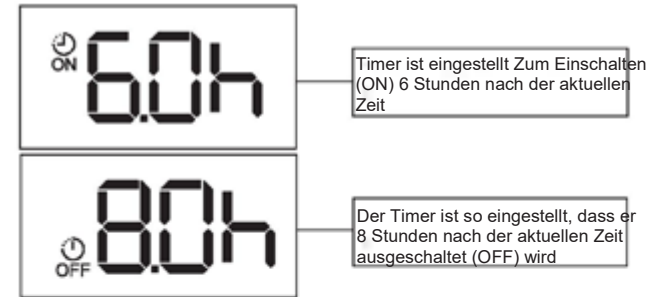 ON
6.0h
Timer ist eingestellt Zum Einschalten
(ON) 6 Stunden nach der aktuellen
Zeit
OFF
8.0h
Der Timer ist so eingestellt, dass er
8 Stunden nach der aktuellen Zeit
ausgeschaltet (OFF) wird